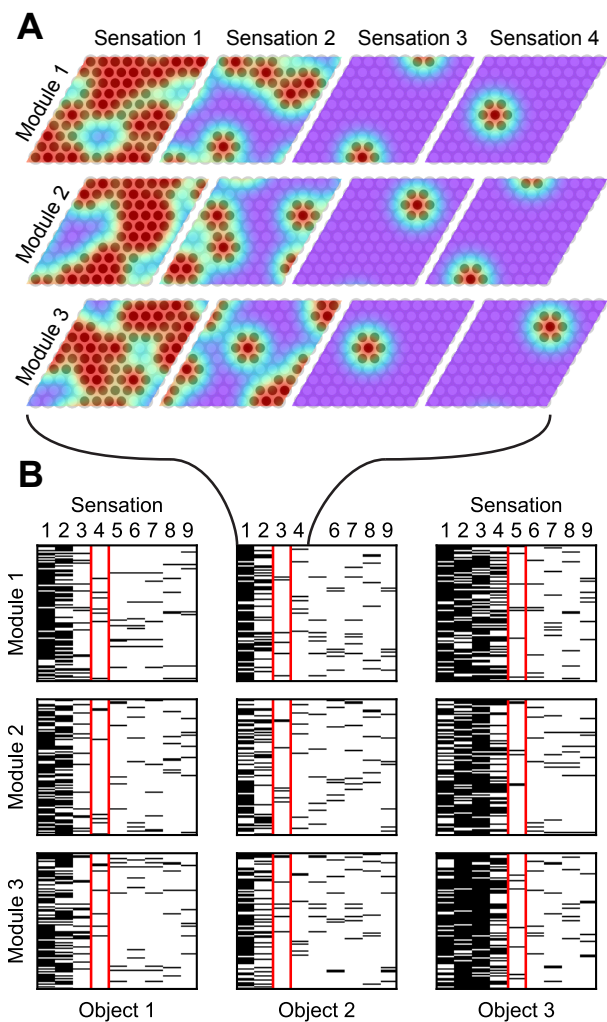 A
Sensation 1 Sensation 2 Sensation 3 Sensation 4
Module 1
Module 2
Module 3
B
Sensation Sensation
1 2 3 4 5 6 7 8 9 1 2 3 4 6 7 8 9 1 2 3 4 5 6 7 8 9
Module 1
Module 2
Module 3
Object 1 Object 2 Object 3